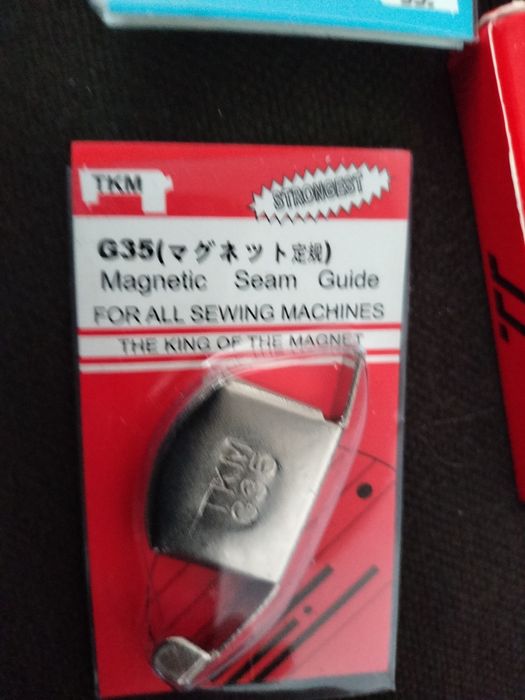 TKM
STRONGEST
G35(マグネット定規)
Magnetic Seam Guide
FOR ALL SEWING MACHINES
THE KING OF THE MAGNET
TKM